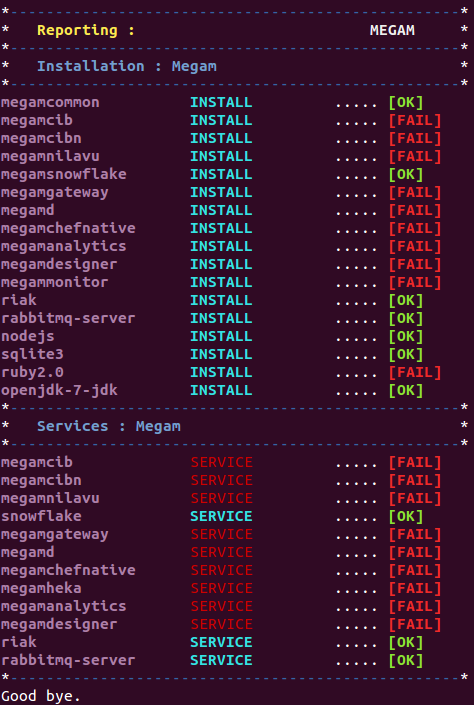 *--------------------------------------------------*
*   Reporting :                          MEGAM     *
*--------------------------------------------------*
*   Installation : Megam
*--------------------------------------------------*
megamcommon          INSTALL         ..... [OK]
megamcib             INSTALL         ..... [FAIL]
megamcibn            INSTALL         ..... [FAIL]
megamnilavu          INSTALL         ..... [FAIL]
megamsnowflake       INSTALL         ..... [OK]
megamgateway         INSTALL         ..... [FAIL]
megamd               INSTALL         ..... [FAIL]
megamchefnative      INSTALL         ..... [FAIL]
megamanalytics       INSTALL         ..... [FAIL]
megamdesigner        INSTALL         ..... [FAIL]
megammonitor         INSTALL         ..... [FAIL]
riak                 INSTALL         ..... [OK]
rabbitmq-server      INSTALL         ..... [OK]
nodejs               INSTALL         ..... [OK]
sqlite3              INSTALL         ..... [OK]
ruby2.0              INSTALL         ..... [FAIL]
openjdk-7-jdk        INSTALL         ..... [OK]
*--------------------------------------------------*
*   Services : Megam                               *
*--------------------------------------------------*
megamcib             SERVICE         ..... [FAIL]
megamcibn            SERVICE         ..... [FAIL]
megamnilavu          SERVICE         ..... [FAIL]
snowflake            SERVICE         ..... [OK]
megamgateway         SERVICE         ..... [FAIL]
megamd               SERVICE         ..... [FAIL]
megamchefnative      SERVICE         ..... [FAIL]
megamheka            SERVICE         ..... [FAIL]
megamanalytics       SERVICE         ..... [FAIL]
megamdesigner        SERVICE         ..... [FAIL]
riak                 SERVICE         ..... [OK]
rabbitmq-server      SERVICE         ..... [OK]
*--------------------------------------------------*
Good bye.